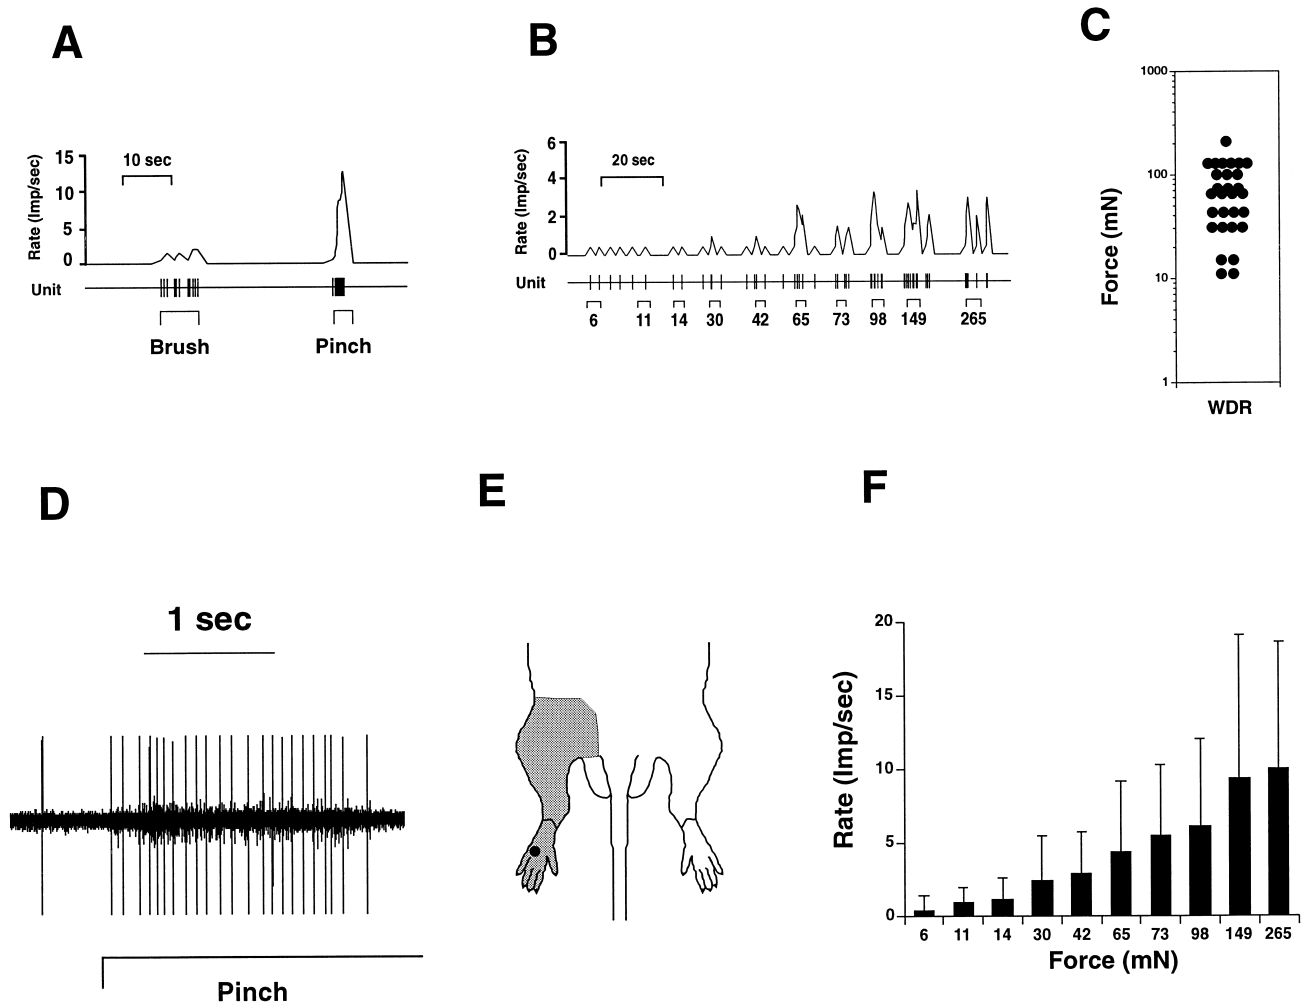 A
Rate (Imp/sec)
15
10
5
0
10 sec
Unit
Brush Pinch
B
Rate (Imp/sec)
6
4
2
0
20 sec
Unit
6 11 14 30 42 65 73 98 149 265
C
Force (mN)
1000
100
10
1
WDR
D
1 sec
Pinch
E
F
Rate (Imp/sec)
20
15
10
5
0
6 11 14 30 42 65 73 98 149 265
Force (mN)